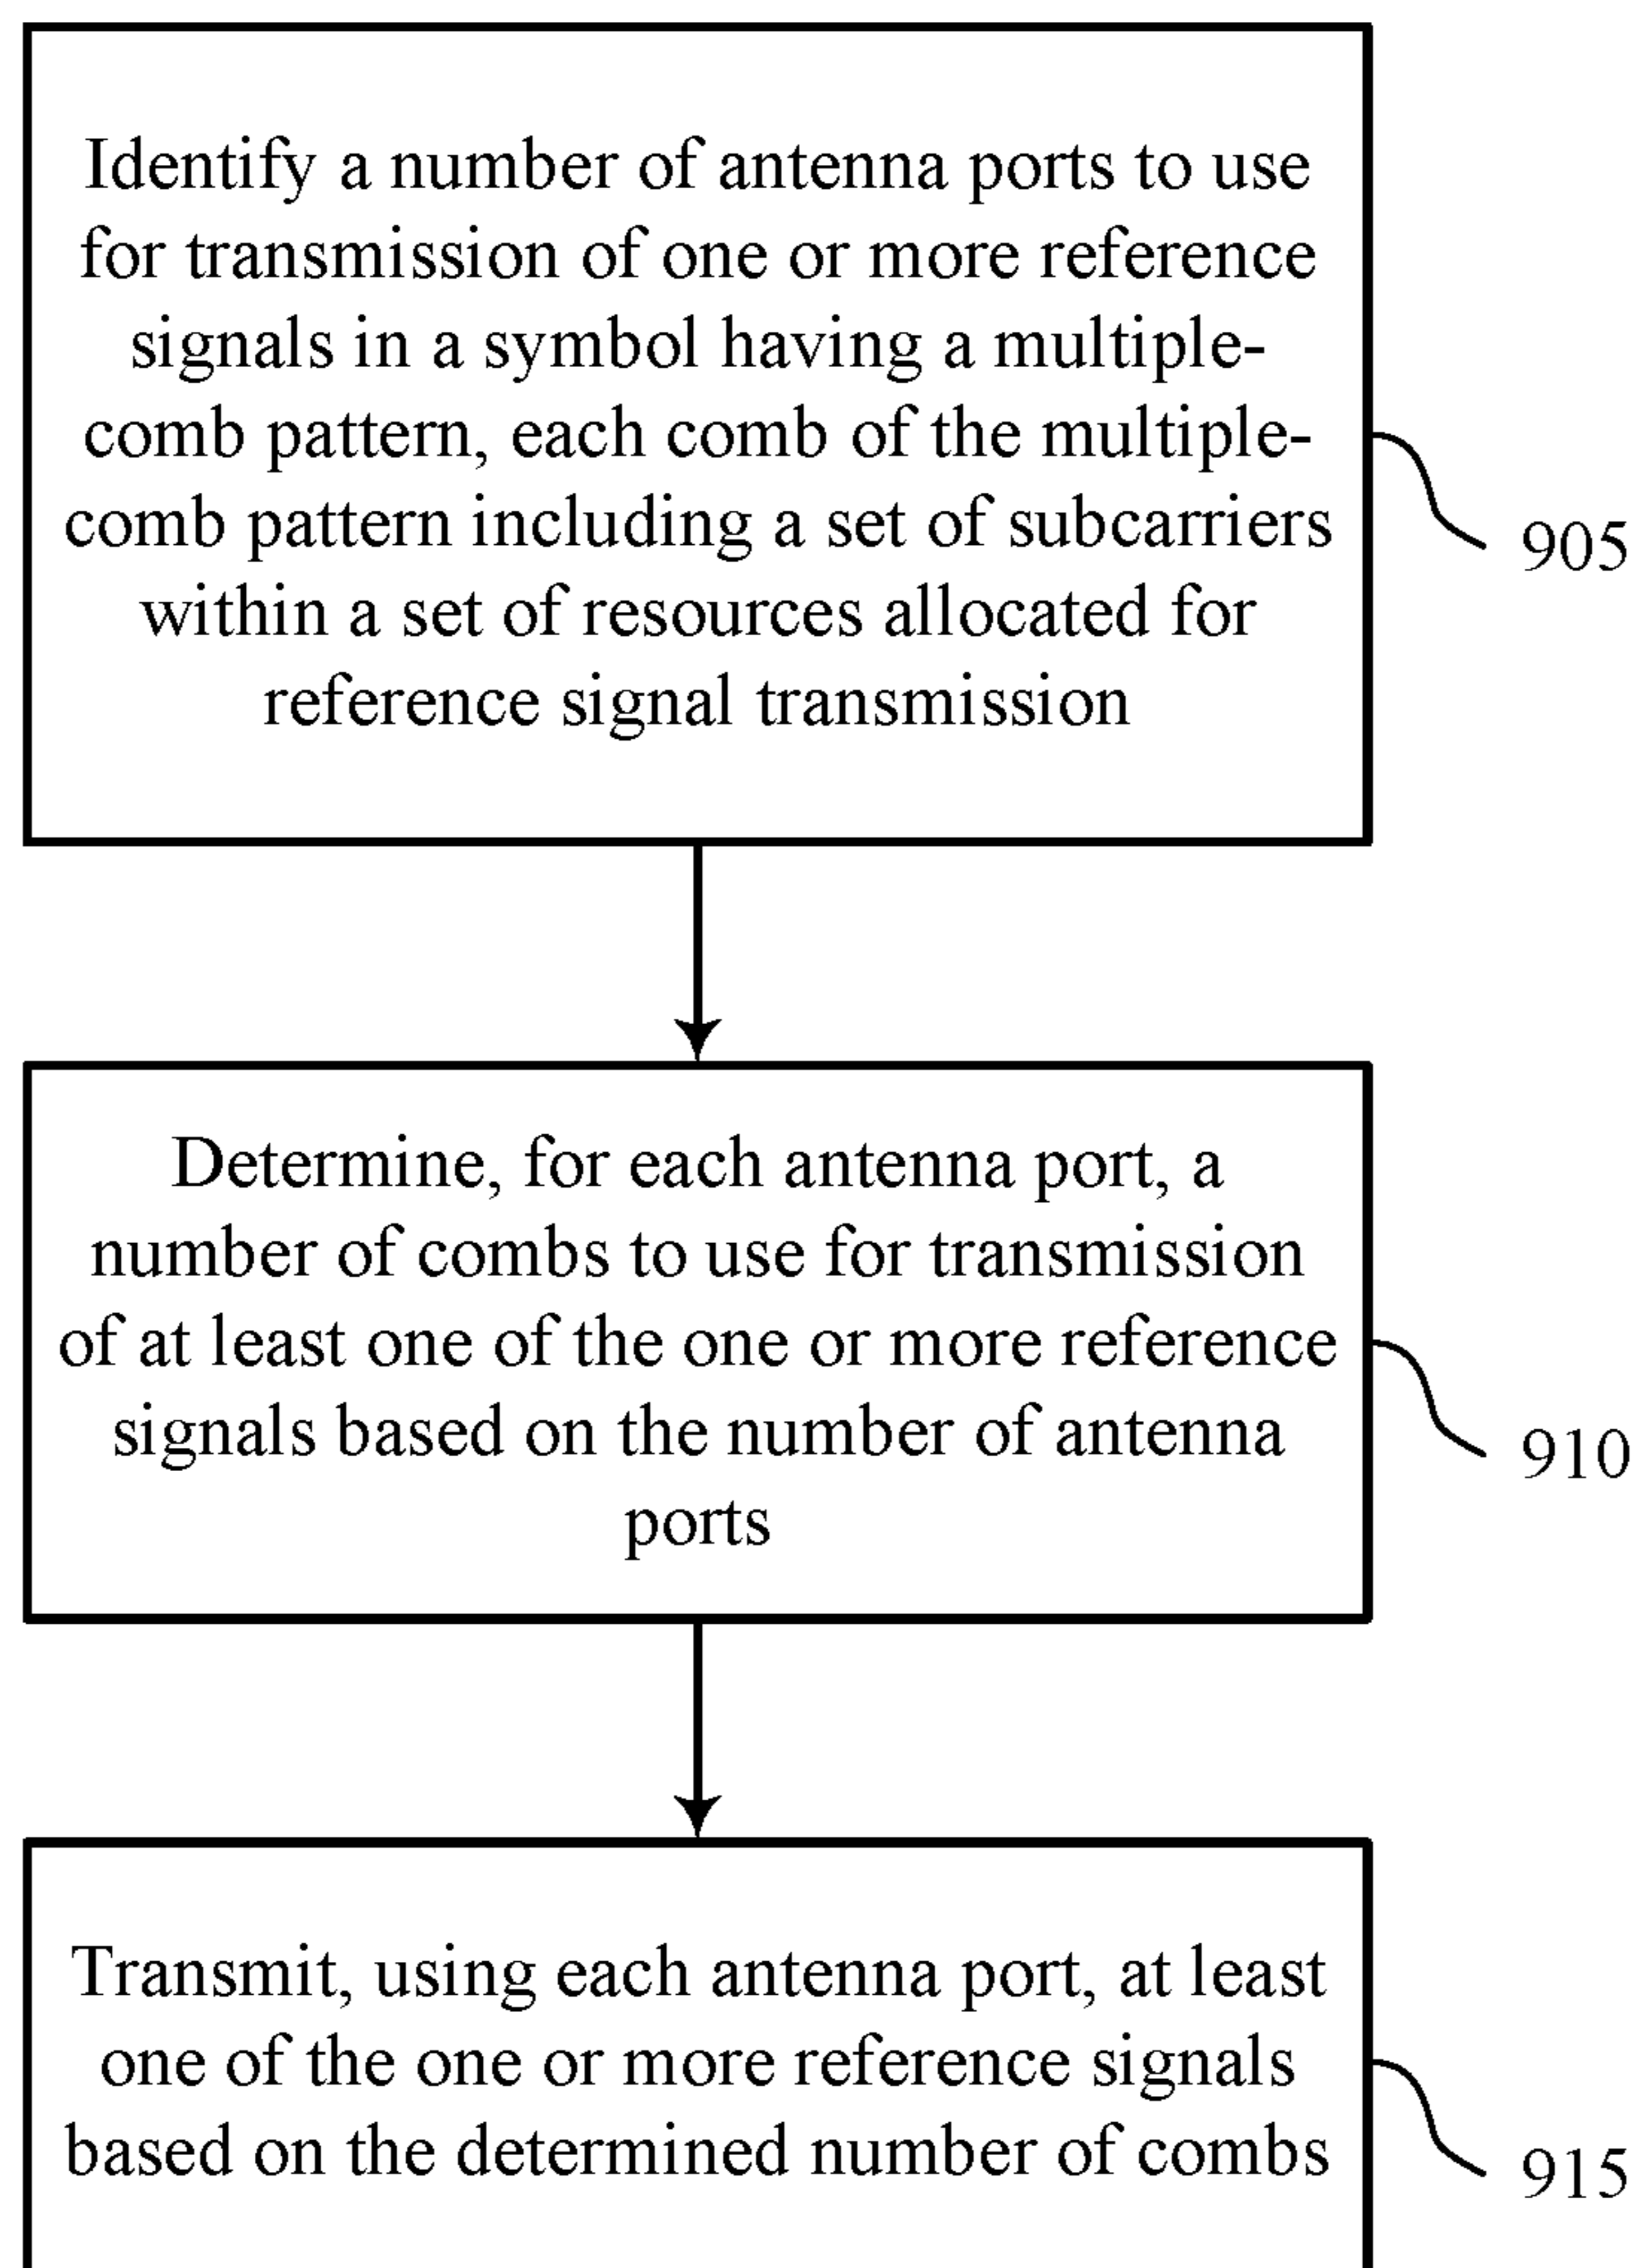 Identify a number of antenna ports to use
for transmission of one or more reference
signals in a symbol having a multiple-
comb pattern, each comb of the multiple-
comb pattern including a set of subcarriers
within a set of resources allocated for
reference signal transmission
905
Determine, for each antenna port, a
number of combs to use for transmission
of at least one of the one or more reference
signals based on the number of antenna
ports
910
Transmit, using each antenna port, at least
one of the one or more reference signals
based on the determined number of combs
915